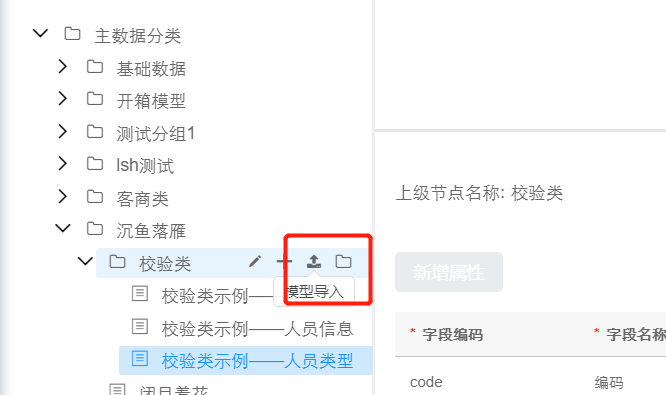 主数据分类
基础数据
开箱模型
测试分组1
lsh测试
客商类
沉鱼落雁
校验类
模型导入
校验类示例——
校验类示例——人员信息
校验类示例——人员类型
闭月羞花
上级节点名称: 校验类
新增属性
* 字段编码 * 字段名称
code 编码